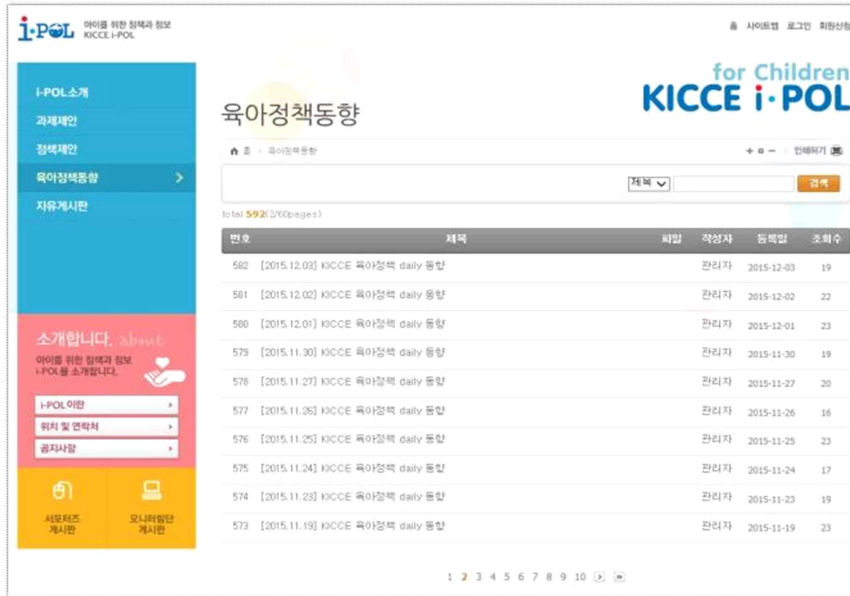 i·POL 아이를 위한 정책과 정보
KICCE i-POL
홈 사이트맵 로그인 회원신청
i-POL소개
과제제안
정책제안
육아정책동향
자유게시판
for Children
KICCE i·POL
육아정책동향
홈 육아정책동향
인쇄하기
제목 검색
total 592(2/60pages)
번호 제목 파일 작성자 등록일 조회수
582 [2015.12.03] KICCE 육아정책 daily 동향 관리자 2015-12-03 19
581 [2015.12.02] KICCE 육아정책 daily 동향 관리자 2015-12-02 22
580 [2015.12.01] KICCE 육아정책 daily 동향 관리자 2015-12-01 23
579 [2015.11.30] KICCE 육아정책 daily 동향 관리자 2015-11-30 19
578 [2015.11.27] KICCE 육아정책 daily 동향 관리자 2015-11-27 20
577 [2015.11.26] KICCE 육아정책 daily 동향 관리자 2015-11-26 16
576 [2015.11.25] KICCE 육아정책 daily 동향 관리자 2015-11-25 23
575 [2015.11.24] KICCE 육아정책 daily 동향 관리자 2015-11-24 17
574 [2015.11.23] KICCE 육아정책 daily 동향 관리자 2015-11-23 19
573 [2015.11.19] KICCE 육아정책 daily 동향 관리자 2015-11-19 23
1 2 3 4 5 6 7 8 9 10
소개합니다. about
아이를 위한 정책과 정보
i-POL을 소개합니다.
i-POL이란
위치 및 연락처
공지사항
서포터즈
게시판
모니터링단
게시판